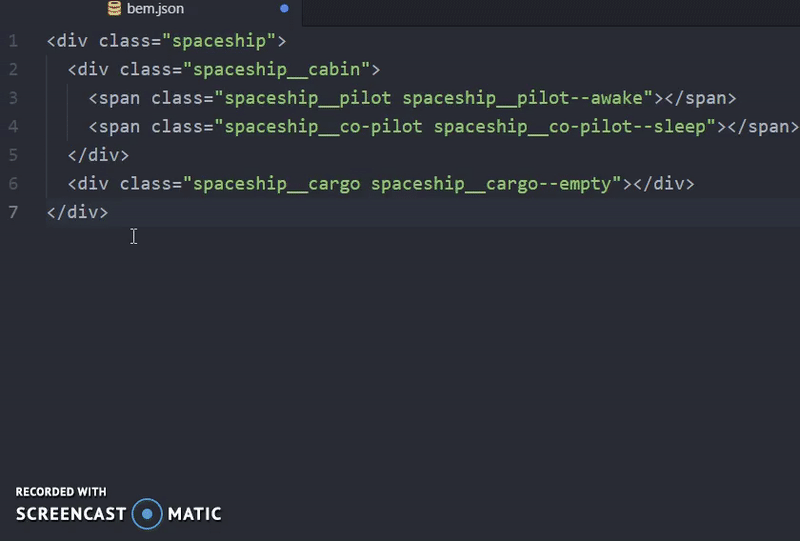 bem.json
1 <div class="spaceship">
2 <div class="spaceship__cabin">
3 <span class="spaceship__pilot spaceship__pilot--awake"></span>
4 <span class="spaceship__co-pilot spaceship__co-pilot--sleep"></span>
5 </div>
6 <div class="spaceship__cargo spaceship__cargo--empty"></div>
7 </div>
RECORDED WITH
SCREENCAST MATIC